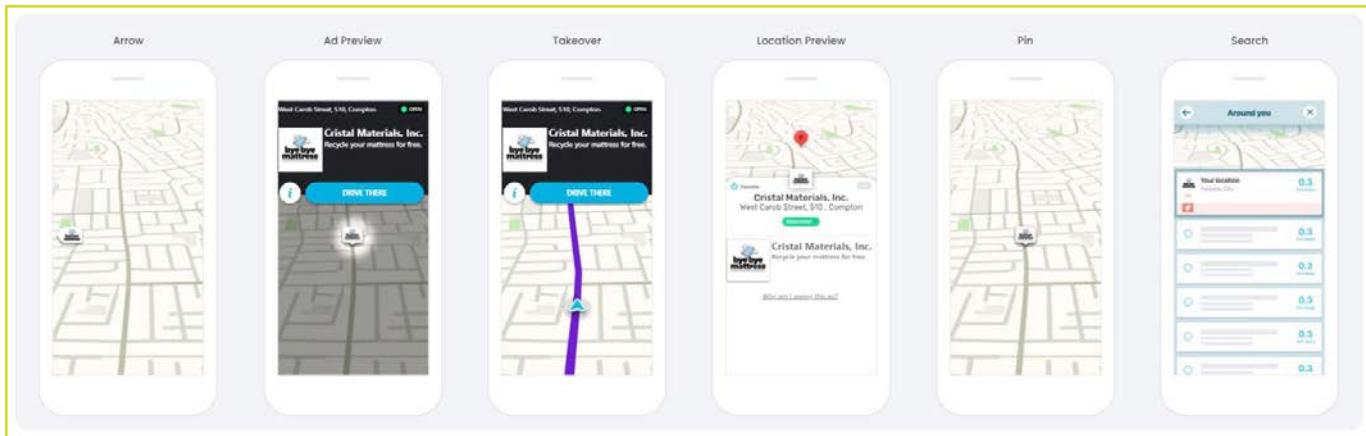 Arrow
Ad Preview
Takeover
Location Preview
Pin
Search
West Carob Street, 510, Compton
OPEN
bye bye
mattress
Cristal Materials, Inc.
Recycle your mattress for free.
i
DRIVE THERE
West Carob Street, 510, Compton
OPEN
bye bye
mattress
Cristal Materials, Inc.
Recycle your mattress for free.
i
DRIVE THERE
Favorite
Cristal Materials, Inc.
West Carob Street, 510 , Compton
bye bye
mattress
Cristal Materials, Inc.
Recycle your mattress for free.
Why am I seeing this ad?
Around you
Your location
Address, City
0.3
0.3
0.3
0.3
0.3
0.3